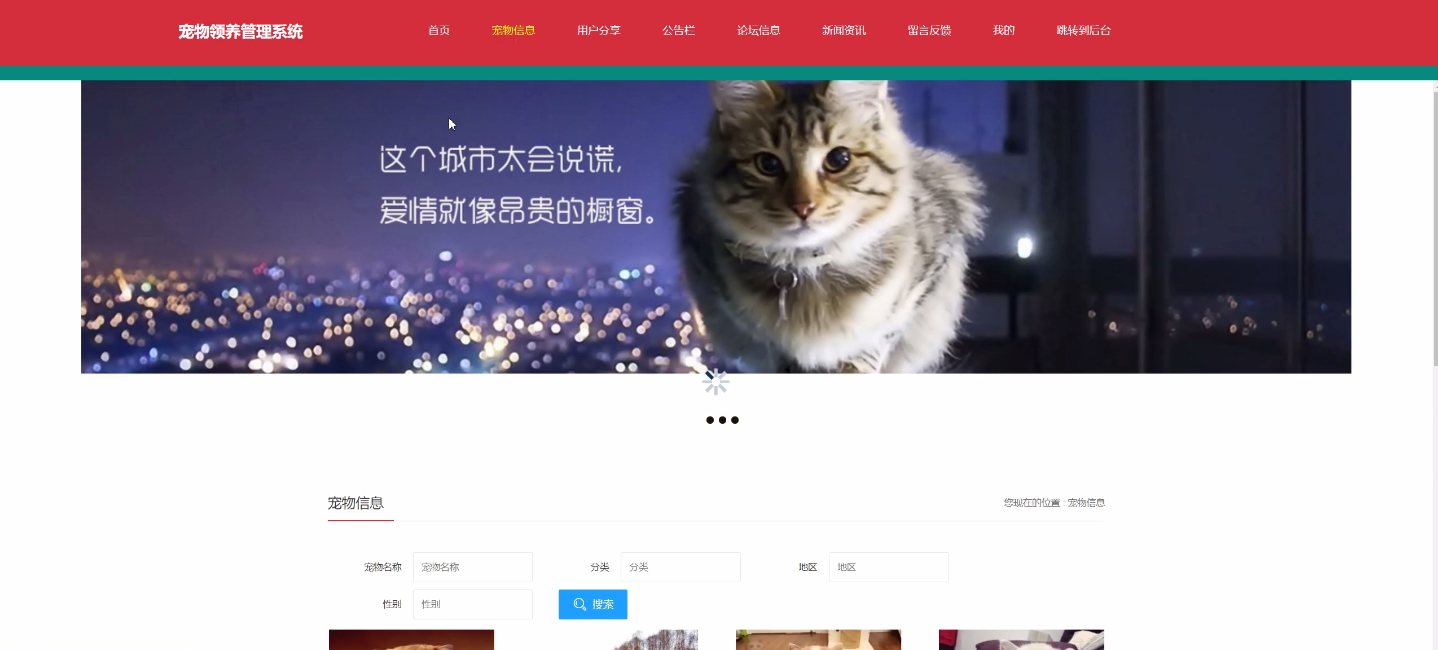 宠物领养管理系统
首页 宠物信息 用户分享 公告栏 论坛信息 新闻资讯 留言反馈 我的 跳转到后台
这个城市太会说谎,
爱情就像昂贵的橱窗。
宠物信息
您现在的位置 : 宠物信息
宠物名称 宠物名称 分类 分类 地区 地区
性别 性别 搜索